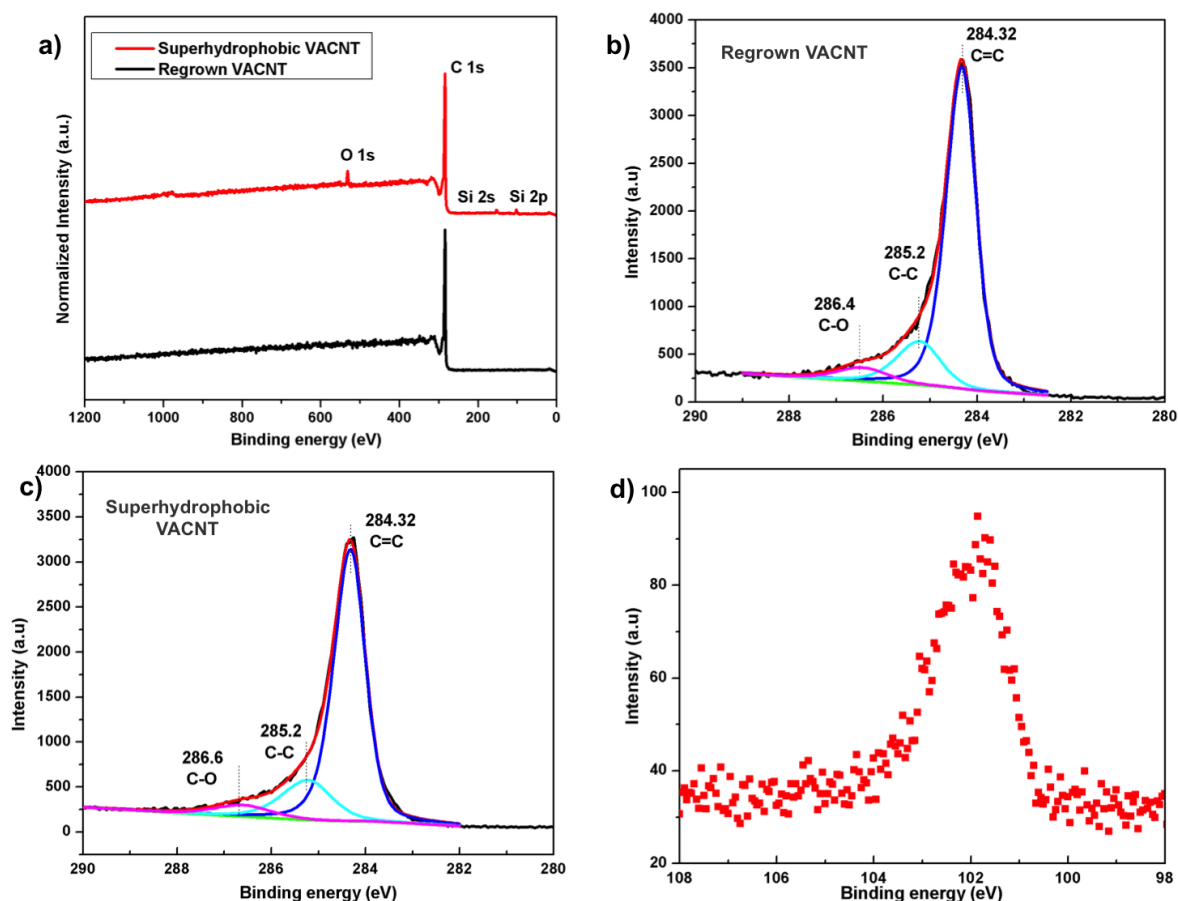 a)
Superhydrophobic VACNT
Regrown VACNT
C 1s
O 1s
Si 2s
Si 2p
Normalized Intensity (a.u.)
1200 1000 800 600 400 200 0
Binding energy (eV)
b)
Regrown VACNT
284.32
C=C
285.2
C-C
286.4
C-O
4000
3500
3000
2500
2000
1500
1000
500
0
Intensity (a.u)
290 288 286 284 282 280
Binding energy (eV)
c)
Superhydrophobic
VACNT
284.32
C=C
285.2
C-C
286.6
C-O
4000
3500
3000
2500
2000
1500
1000
500
0
Intensity (a.u)
290 288 286 284 282 280
Binding energy (eV)
d)
100
80
60
40
20
Intensity (a.u)
108 106 104 102 100 98
Binding energy (eV)